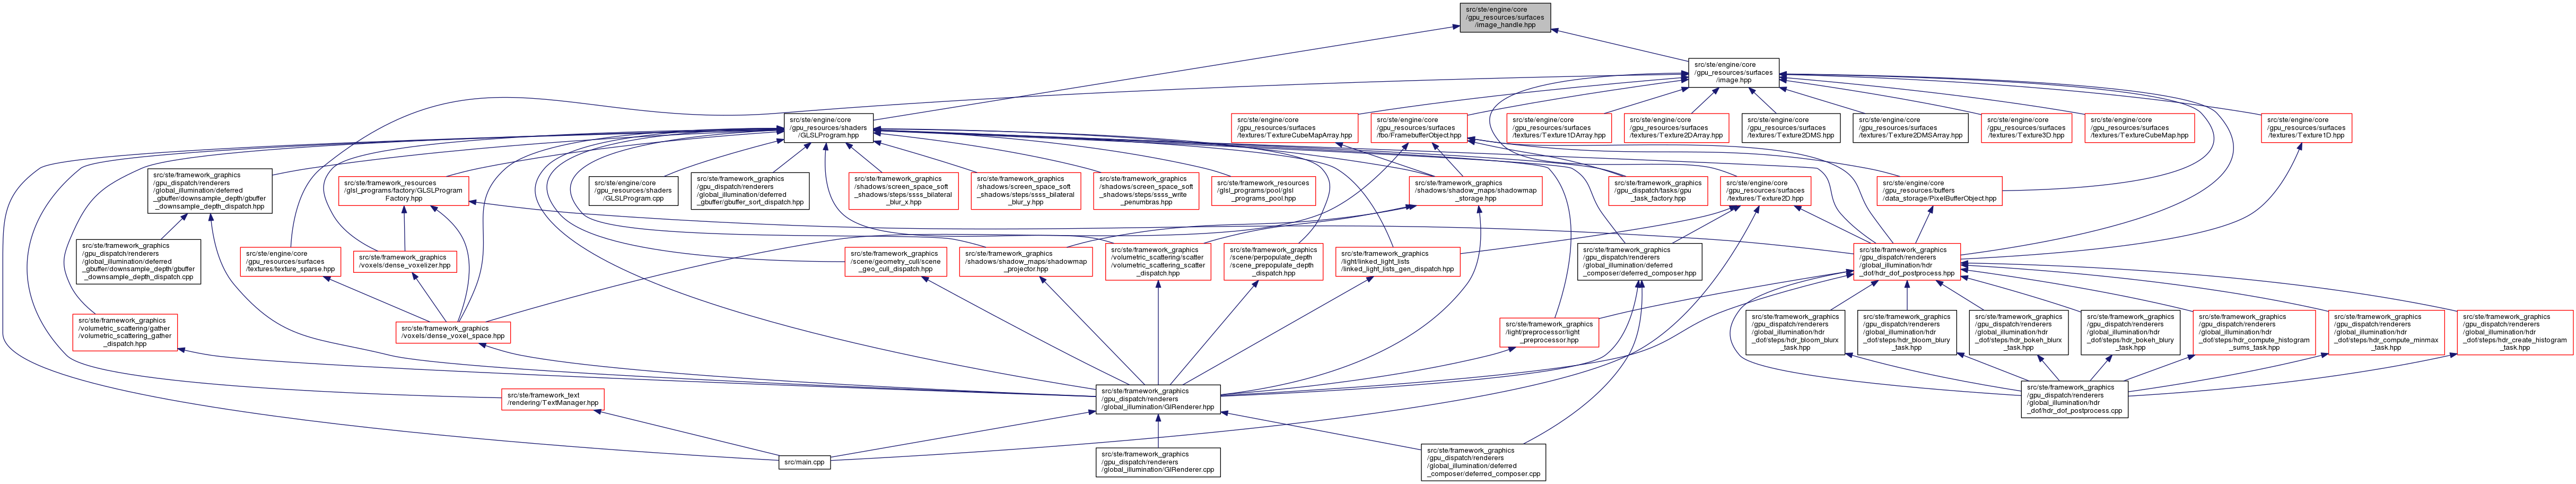 src/ste/engine/core
/gpu_resources/surfaces
/image_handle.hpp
src/ste/engine/core
/gpu_resources/surfaces
/image.hpp
src/ste/engine/core
/gpu_resources/shaders
/GLSLProgram.hpp
src/ste/engine/core
/gpu_resources/surfaces
/textures/TextureCubeMapArray.hpp
src/ste/engine/core
/gpu_resources/surfaces
/fbo/FramebufferObject.hpp
src/ste/engine/core
/gpu_resources/surfaces
/textures/Texture1DArray.hpp
src/ste/engine/core
/gpu_resources/surfaces
/textures/Texture2DArray.hpp
src/ste/engine/core
/gpu_resources/surfaces
/textures/Texture2DMS.hpp
src/ste/engine/core
/gpu_resources/surfaces
/textures/Texture2DMSArray.hpp
src/ste/engine/core
/gpu_resources/surfaces
/textures/Texture3D.hpp
src/ste/engine/core
/gpu_resources/surfaces
/textures/TextureCubeMap.hpp
src/ste/engine/core
/gpu_resources/surfaces
/textures/Texture1D.hpp
src/ste/framework_graphics
/gpu_dispatch/renderers
/global_illumination/deferred
_gbuffer/downsample_depth/gbuffer
_downsample_depth_dispatch.hpp
src/ste/framework_resources
/glsl_programs/factory/GLSLProgram
Factory.hpp
src/ste/engine/core
/gpu_resources/shaders
/GLSLProgram.cpp
src/ste/framework_graphics
/gpu_dispatch/renderers
/global_illumination/deferred
_gbuffer/gbuffer_sort_dispatch.hpp
src/ste/framework_graphics
/shadows/screen_space_soft
_shadows/steps/ssss_bilateral
_blur_x.hpp
src/ste/framework_graphics
/shadows/screen_space_soft
_shadows/steps/ssss_bilateral
_blur_y.hpp
src/ste/framework_graphics
/shadows/screen_space_soft
_shadows/steps/ssss_write
_penumbras.hpp
src/ste/framework_resources
/glsl_programs/pool/glsl
_programs_pool.hpp
src/ste/framework_graphics
/shadows/shadow_maps/shadowmap
_storage.hpp
src/ste/framework_graphics
/gpu_dispatch/tasks/gpu
_task_factory.hpp
src/ste/engine/core
/gpu_resources/surfaces
/textures/Texture2D.hpp
src/ste/engine/core
/gpu_resources/buffers
/data_storage/PixelBufferObject.hpp
src/ste/framework_graphics
/gpu_dispatch/renderers
/global_illumination/deferred
_gbuffer/downsample_depth/gbuffer
_downsample_depth_dispatch.cpp
src/ste/engine/core
/gpu_resources/surfaces
/textures/texture_sparse.hpp
src/ste/framework_graphics
/voxels/dense_voxelizer.hpp
src/ste/framework_graphics
/scene/geometry_cull/scene
_geo_cull_dispatch.hpp
src/ste/framework_graphics
/shadows/shadow_maps/shadowmap
_projector.hpp
src/ste/framework_graphics
/volumetric_scattering/scatter
/volumetric_scattering_scatter
_dispatch.hpp
src/ste/framework_graphics
/scene/perpopulate_depth
/scene_prepopulate_depth
_dispatch.hpp
src/ste/framework_graphics
/light/linked_light_lists
/linked_light_lists_gen_dispatch.hpp
src/ste/framework_graphics
/gpu_dispatch/renderers
/global_illumination/deferred
_composer/deferred_composer.hpp
src/ste/framework_graphics
/gpu_dispatch/renderers
/global_illumination/hdr
_dof/hdr_dof_postprocess.hpp
src/ste/framework_graphics
/volumetric_scattering/gather
/volumetric_scattering_gather
_dispatch.hpp
src/ste/framework_graphics
/voxels/dense_voxel_space.hpp
src/ste/framework_graphics
/light/preprocessor/light
_preprocessor.hpp
src/ste/framework_graphics
/gpu_dispatch/renderers
/global_illumination/hdr
_dof/steps/hdr_bloom_blurx
_task.hpp
src/ste/framework_graphics
/gpu_dispatch/renderers
/global_illumination/hdr
_dof/steps/hdr_bloom_blury
_task.hpp
src/ste/framework_graphics
/gpu_dispatch/renderers
/global_illumination/hdr
_dof/steps/hdr_bokeh_blurx
_task.hpp
src/ste/framework_graphics
/gpu_dispatch/renderers
/global_illumination/hdr
_dof/steps/hdr_bokeh_blury
_task.hpp
src/ste/framework_graphics
/gpu_dispatch/renderers
/global_illumination/hdr
_dof/steps/hdr_compute_histogram
_sums_task.hpp
src/ste/framework_graphics
/gpu_dispatch/renderers
/global_illumination/hdr
_dof/steps/hdr_compute_minmax
_task.hpp
src/ste/framework_graphics
/gpu_dispatch/renderers
/global_illumination/hdr
_dof/steps/hdr_create_histogram
_task.hpp
src/ste/framework_text
/rendering/TextManager.hpp
src/ste/framework_graphics
/gpu_dispatch/renderers
/global_illumination/GIRenderer.hpp
src/ste/framework_graphics
/gpu_dispatch/renderers
/global_illumination/hdr
_dof/hdr_dof_postprocess.cpp
src/main.cpp
src/ste/framework_graphics
/gpu_dispatch/renderers
/global_illumination/GIRenderer.cpp
src/ste/framework_graphics
/gpu_dispatch/renderers
/global_illumination/deferred
_composer/deferred_composer.cpp